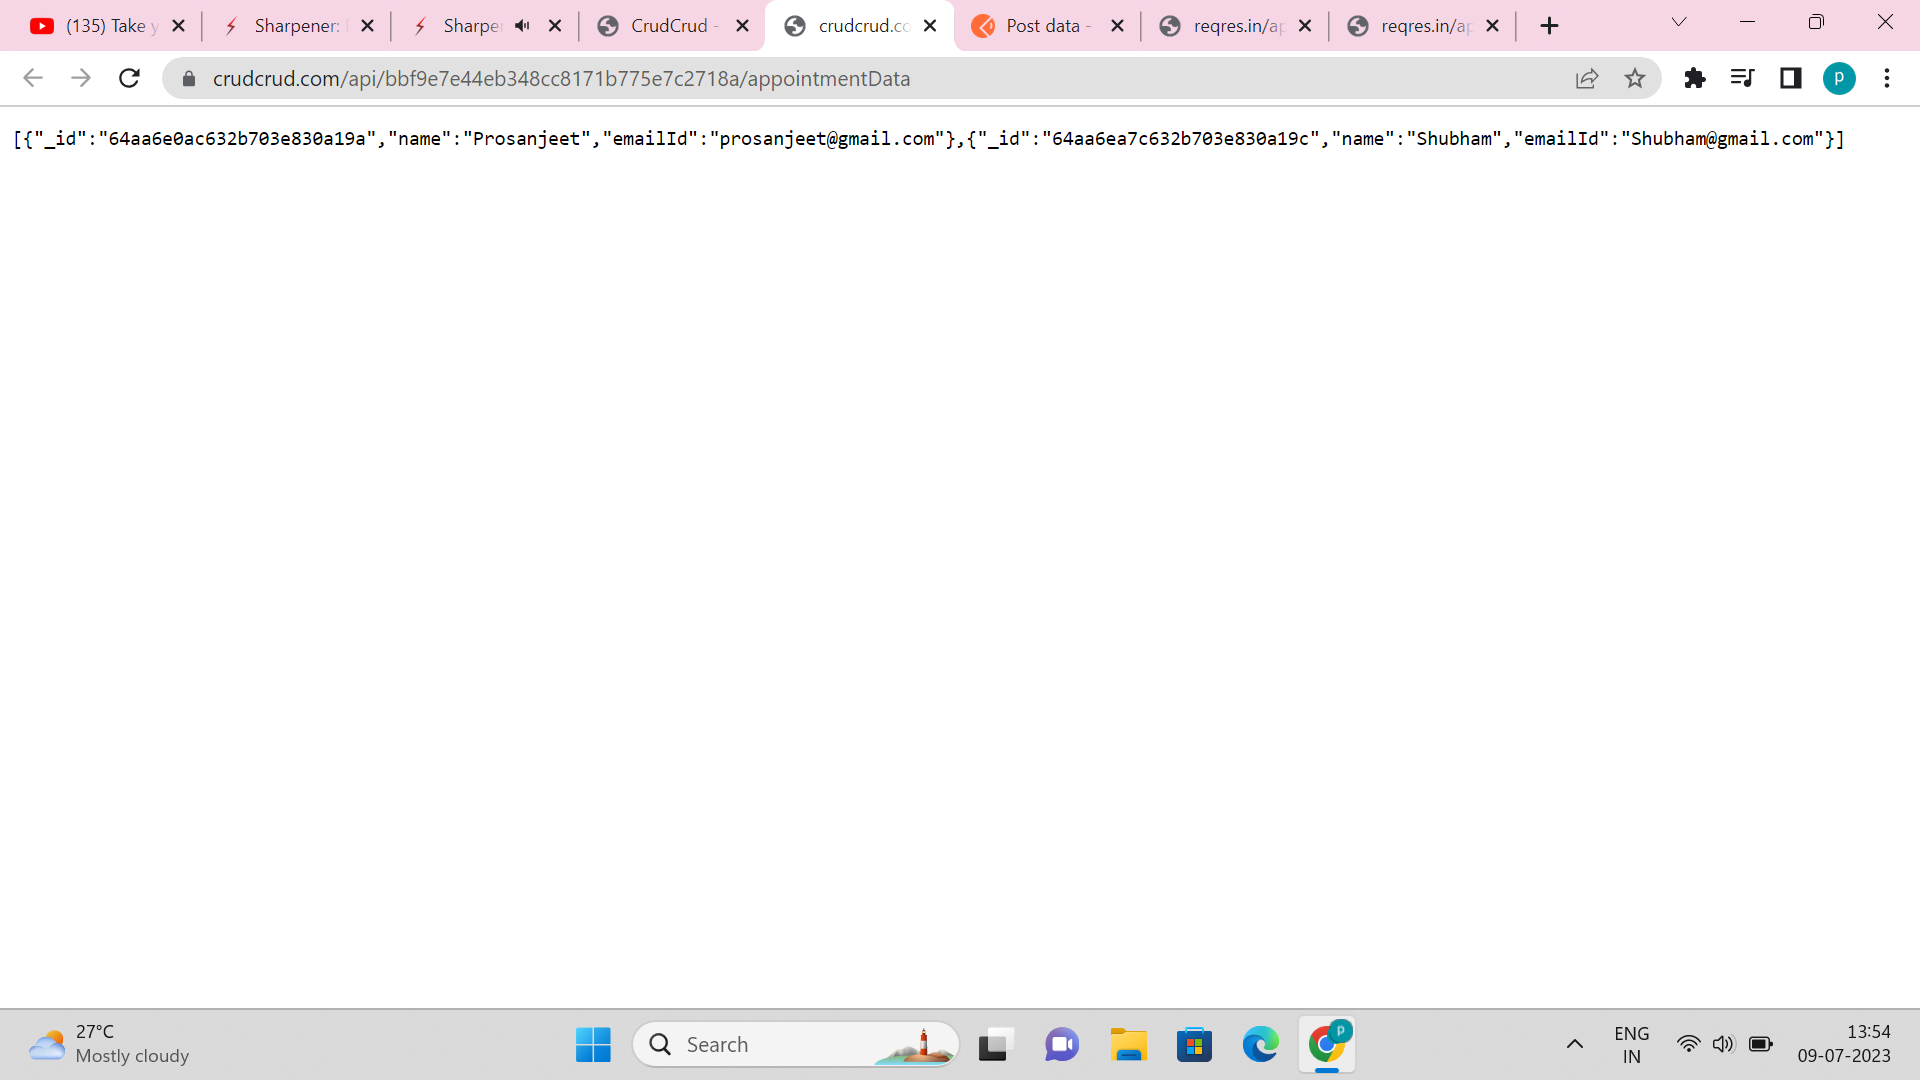 (135) Take y
Sharpener:
Sharpe
CrudCrud -
crudcrud.co
Post data -
reqres.in/ap
reqres.in/ap
crudcrud.com/api/bbf9e7e44eb348cc8171b775e7c2718a/appointmentData
p
[{"_id":"64aa6e0ac632b703e830a19a","name":"Prosanjeet","emailId":"prosanjeet@gmail.com"},{"_id":"64aa6ea7c632b703e830a19c","name":"Shubham","emailId":"Shubham@gmail.com"}]
27°C
Mostly cloudy
Search
P
ENG
IN
13:54
09-07-2023